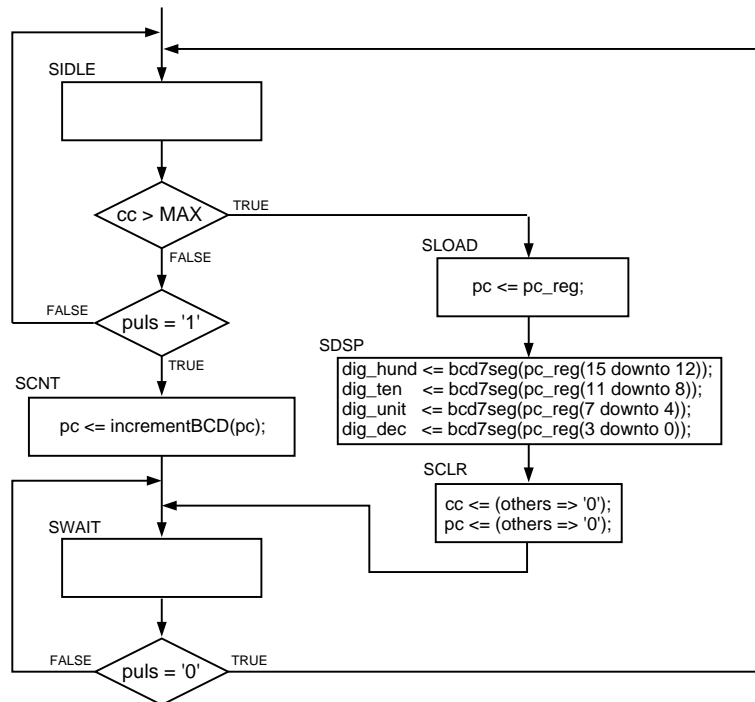 SIDLE
cc > MAX
TRUE
FALSE
SLOAD
pc <= pc_reg;
FALSE
puls = '1'
TRUE
SDSP
dig_hund <= bcd7seg(pc_reg(15 downto 12));
dig_ten <= bcd7seg(pc_reg(11 downto 8));
dig_unit <= bcd7seg(pc_reg(7 downto 4));
dig_dec <= bcd7seg(pc_reg(3 downto 0));
SCNT
pc <= incrementBCD(pc);
SCLR
cc <= (others => '0');
pc <= (others => '0');
SWAIT
FALSE
puls = '0'
TRUE